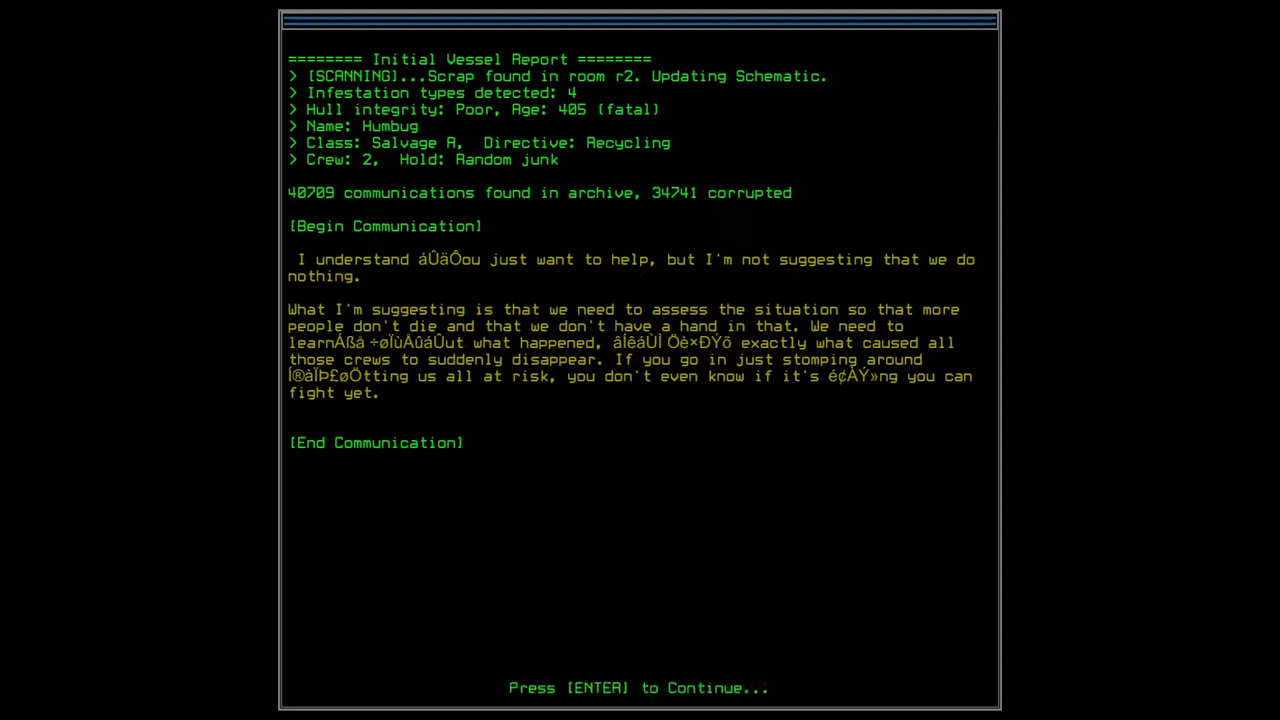 ======== Initial Vessel Report ========
> [SCANNING]...Scrap found in room r2. Updating Schematic.
> Infestation types detected: 4
> Hull integrity: Poor, Age: 405 (fatal)
> Name: Humbug
> Class: Salvage A,  Directive: Recycling
> Crew: 2,  Hold: Random junk
40709 communications found in archive, 34741 corrupted
[Begin Communication]
I understand áÛäÔou just want to help, but I'm not suggesting that we do
nothing.
What I'm suggesting is that we need to assess the situation so that more
people don't die and that we don't have a hand in that. We need to
learnÁßá ÷øÏùÅûáÛut what happened, âÍêáÙÌ Öè×ÐÝõ exactly what caused all
those crews to suddenly disappear. If you go in just stomping around
Í®àÏÞ£øÖtting us all at risk, you don't even know if it's é¢ÅÝ»ng you can
fight yet.
[End Communication]
Press [ENTER] to Continue...